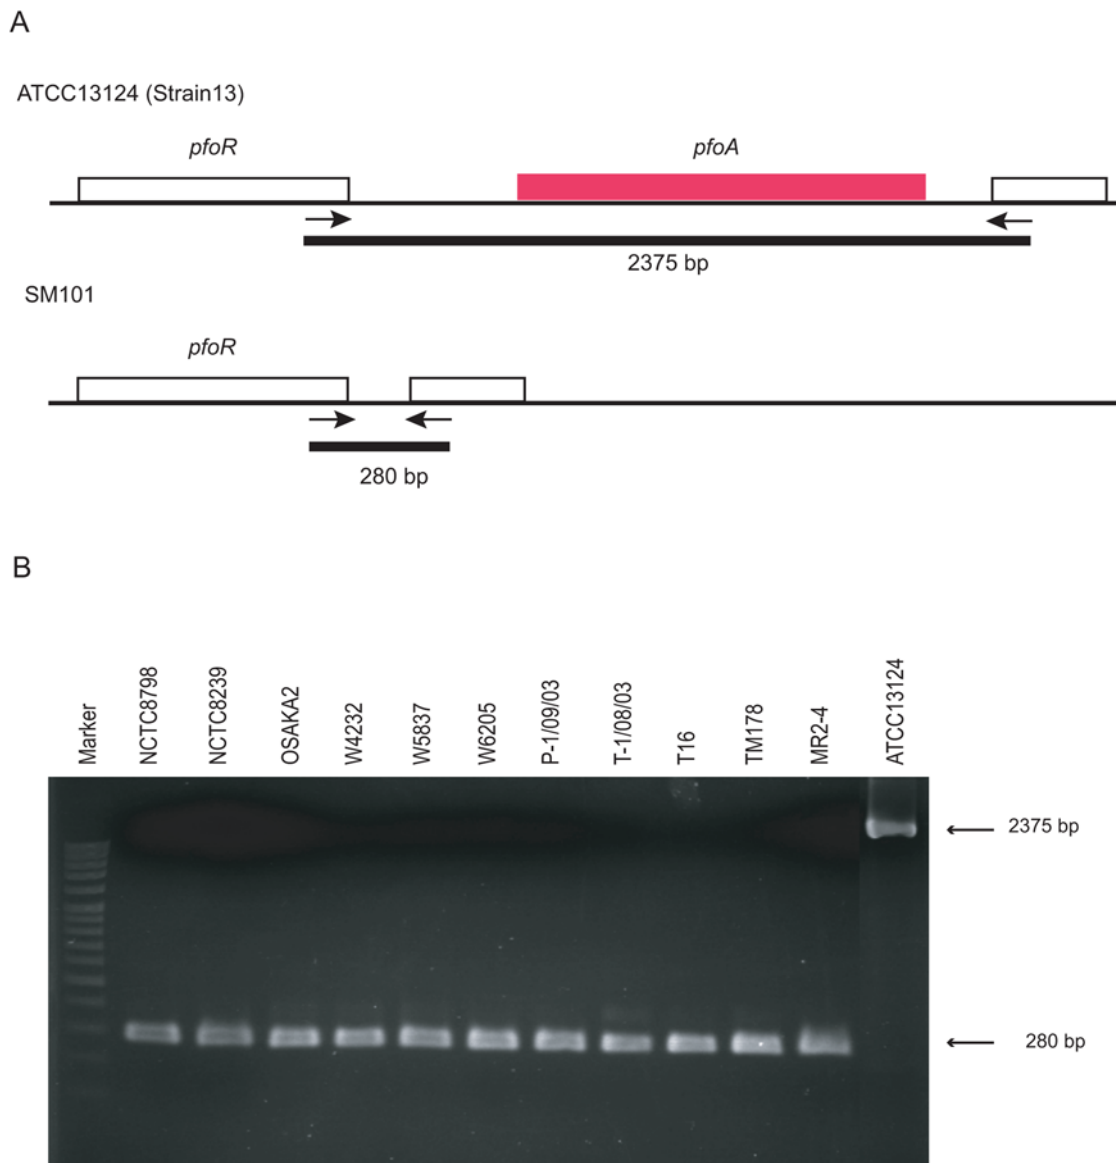 A
ATCC13124 (Strain13)
pfoR pfoA
2375 bp
SM101
pfoR
280 bp
B
Marker NCTC8798 NCTC8239 OSAKA2 W4232 W5837 W6205 P-1/09/03 T-1/08/03 T16 TM178 MR2-4 ATCC13124
2375 bp
280 bp